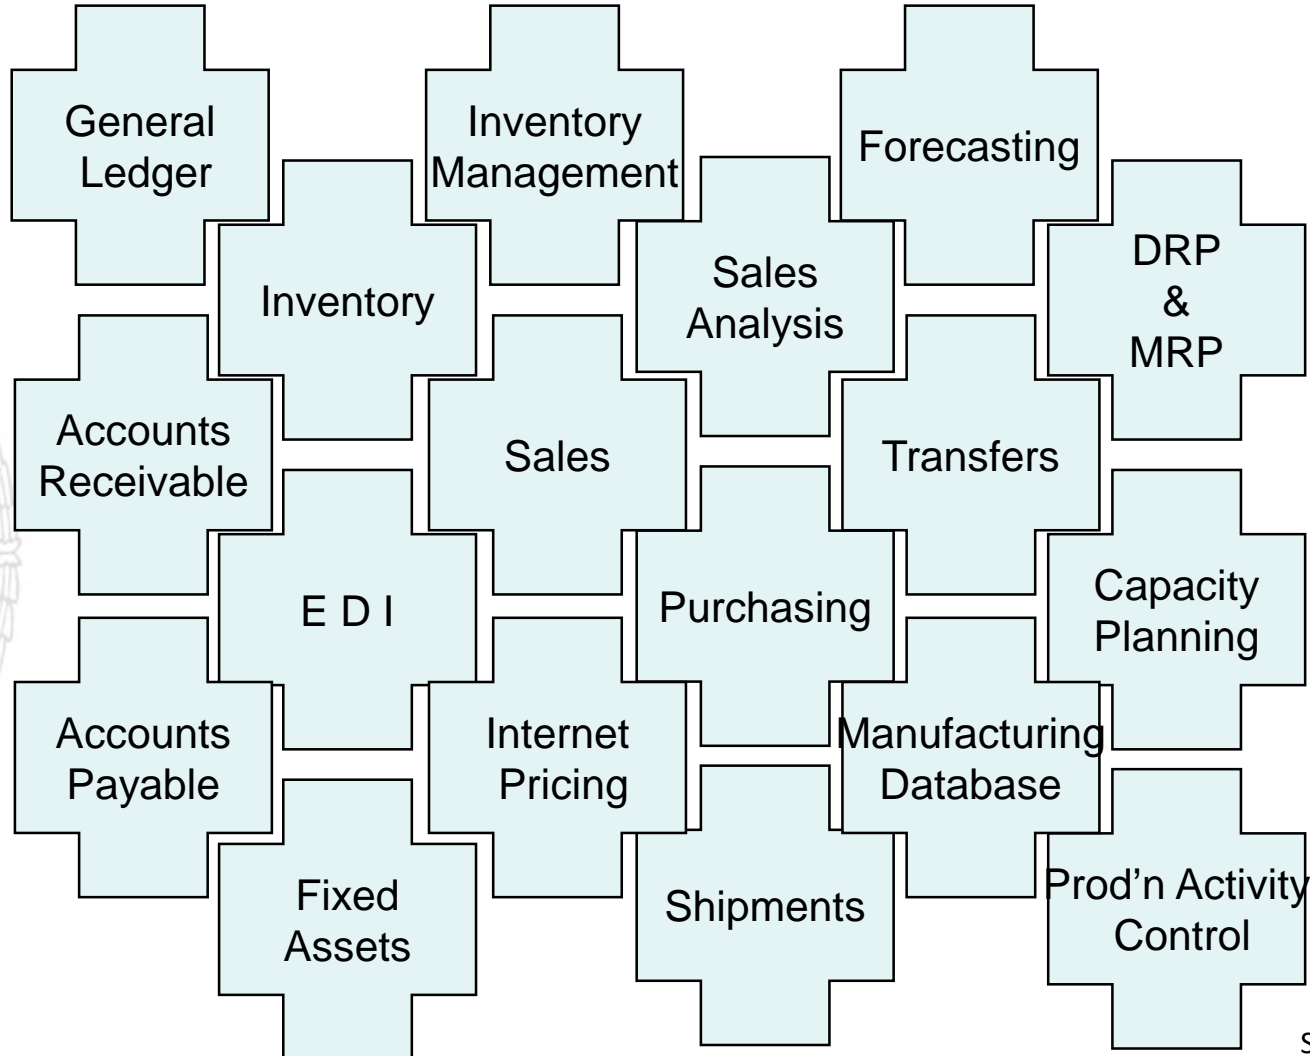 General
Ledger
Inventory
Management
Forecasting
Inventory
Sales
Analysis
DRP
&
MRP
Accounts
Receivable
Sales
Transfers
E D I
Purchasing
Capacity
Planning
Accounts
Payable
Internet
Pricing
Manufacturing
Database
Fixed
Assets
Shipments
Prod’n Activity
Control